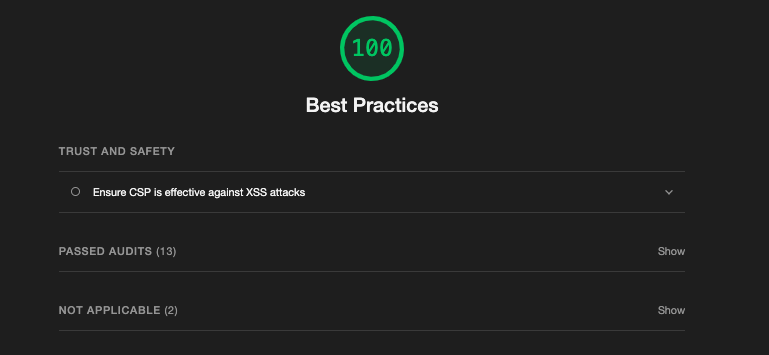 100
Best Practices
TRUST AND SAFETY
Ensure CSP is effective against XSS attacks
PASSED AUDITS (13) Show
NOT APPLICABLE (2) Show